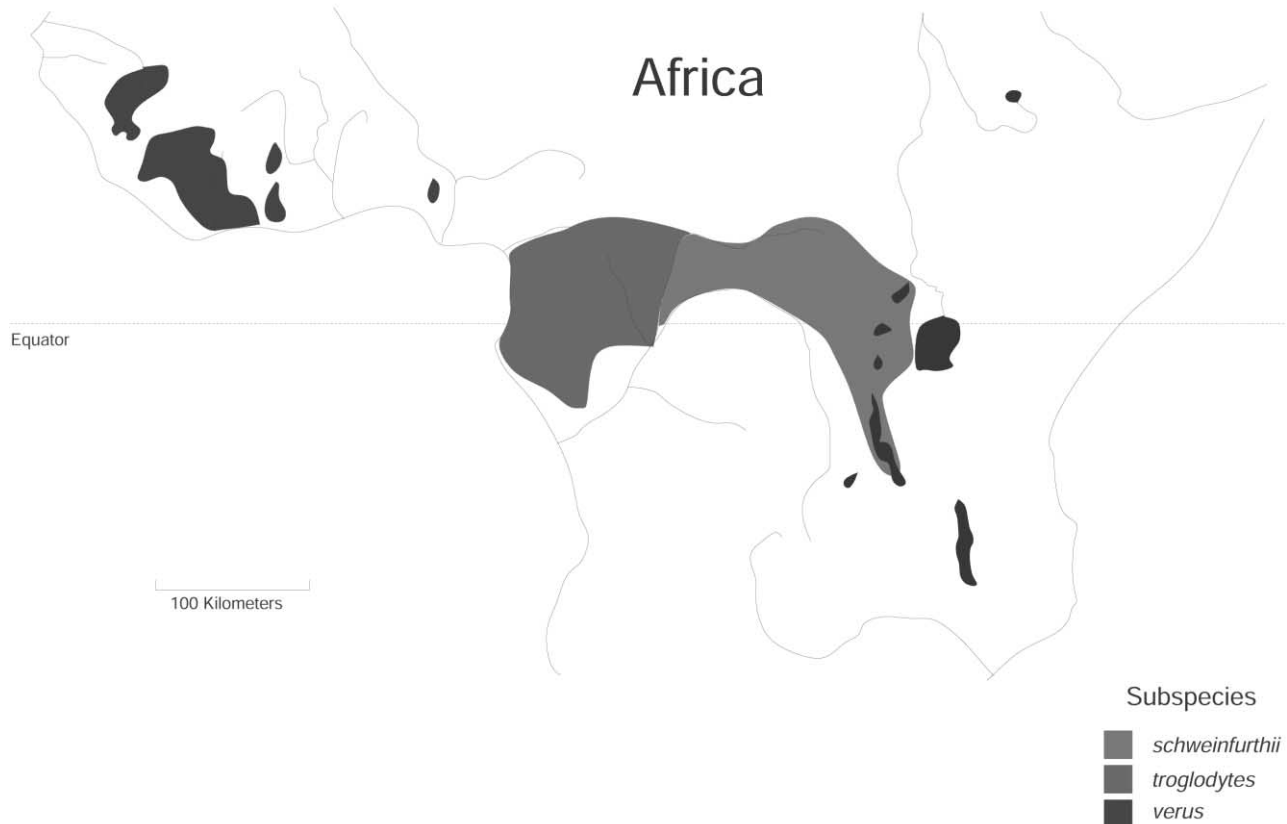 Africa
Equator
100 Kilometers
Subspecies
schweinfurthii
troglodytes
verus